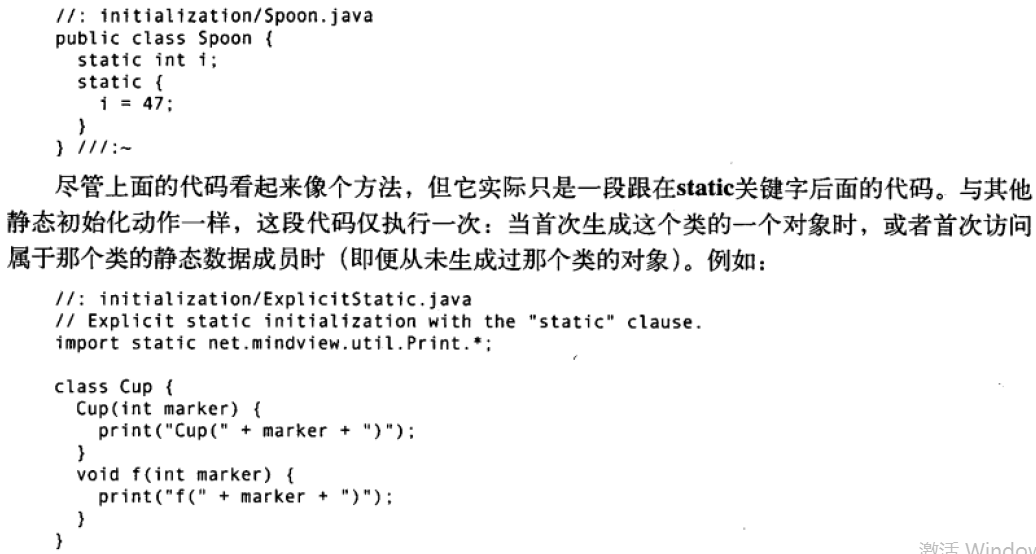 //: initialization/Spoon.java
public class Spoon {
  static int i;
  static {
    i = 47;
  }
} ///:~
尽管上面的代码看起来像个方法，但它实际只是一段跟在static关键字后面的代码。与其他
静态初始化动作一样，这段代码仅执行一次：当首次生成这个类的一个对象时，或者首次访问
属于那个类的静态数据成员时（即便从未生成过那个类的对象）。例如：
//: initialization/ExplicitStatic.java
// Explicit static initialization with the "static" clause.
import static net.mindview.util.Print.*;
class Cup {
  Cup(int marker) {
    print("Cup(" + marker + ")");
  }
  void f(int marker) {
    print("f(" + marker + ")");
  }
}
激活 Window